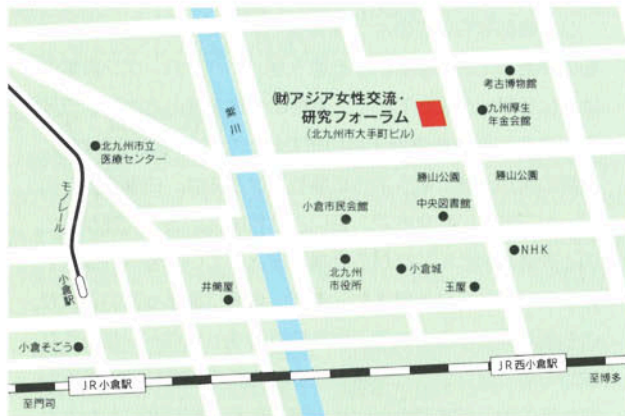 考古博物館
(財)アジア女性交流・
研究フォーラム
(北九州市大手町ビル)
九州厚生
年金会館
紫川
北九州市立
医療センター
モノレール
勝山公園
勝山公園
小倉市民会館
中央図書館
NHK
北九州
市役所
小倉城
玉屋
井筒屋
小倉駅
小倉そごう
JR小倉駅
JR西小倉駅
至門司
至博多